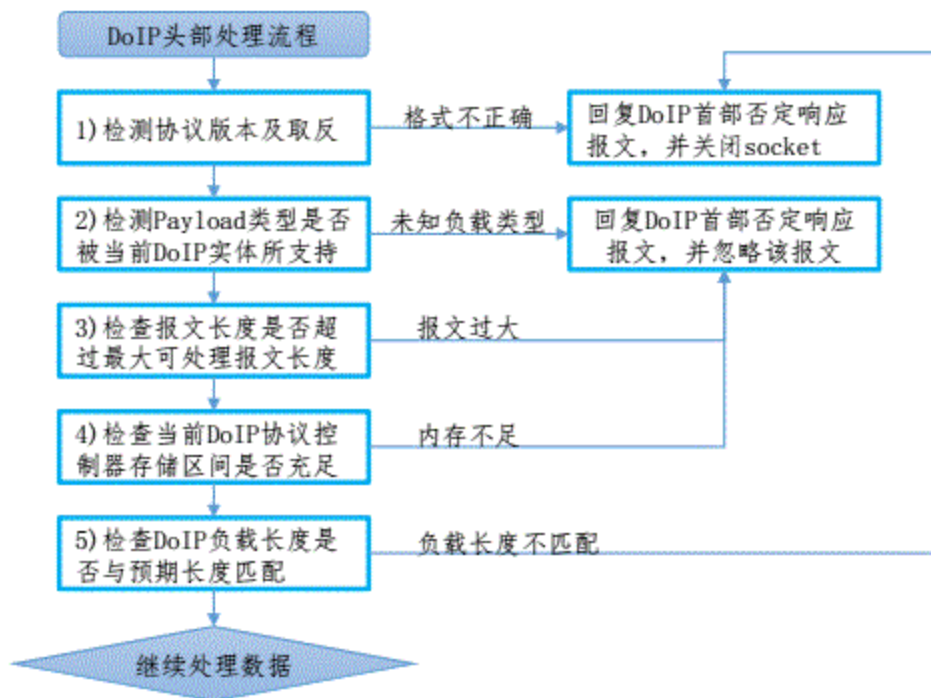 DoIP头部处理流程
1)检测协议版本及取反
格式不正确
回复DoIP首部否定响应
报文，并关闭socket
2)检测Payload类型是否
被当前DoIP实体所支持
未知负载类型
回复DoIP首部否定响应
报文，并忽略该报文
3)检查报文长度是否超
过最大可处理报文长度
报文过大
4)检查当前DoIP协议控
制器存储区间是否充足
内存不足
5)检查DoIP负载长度是
否与预期长度匹配
负载长度不匹配
继续处理数据